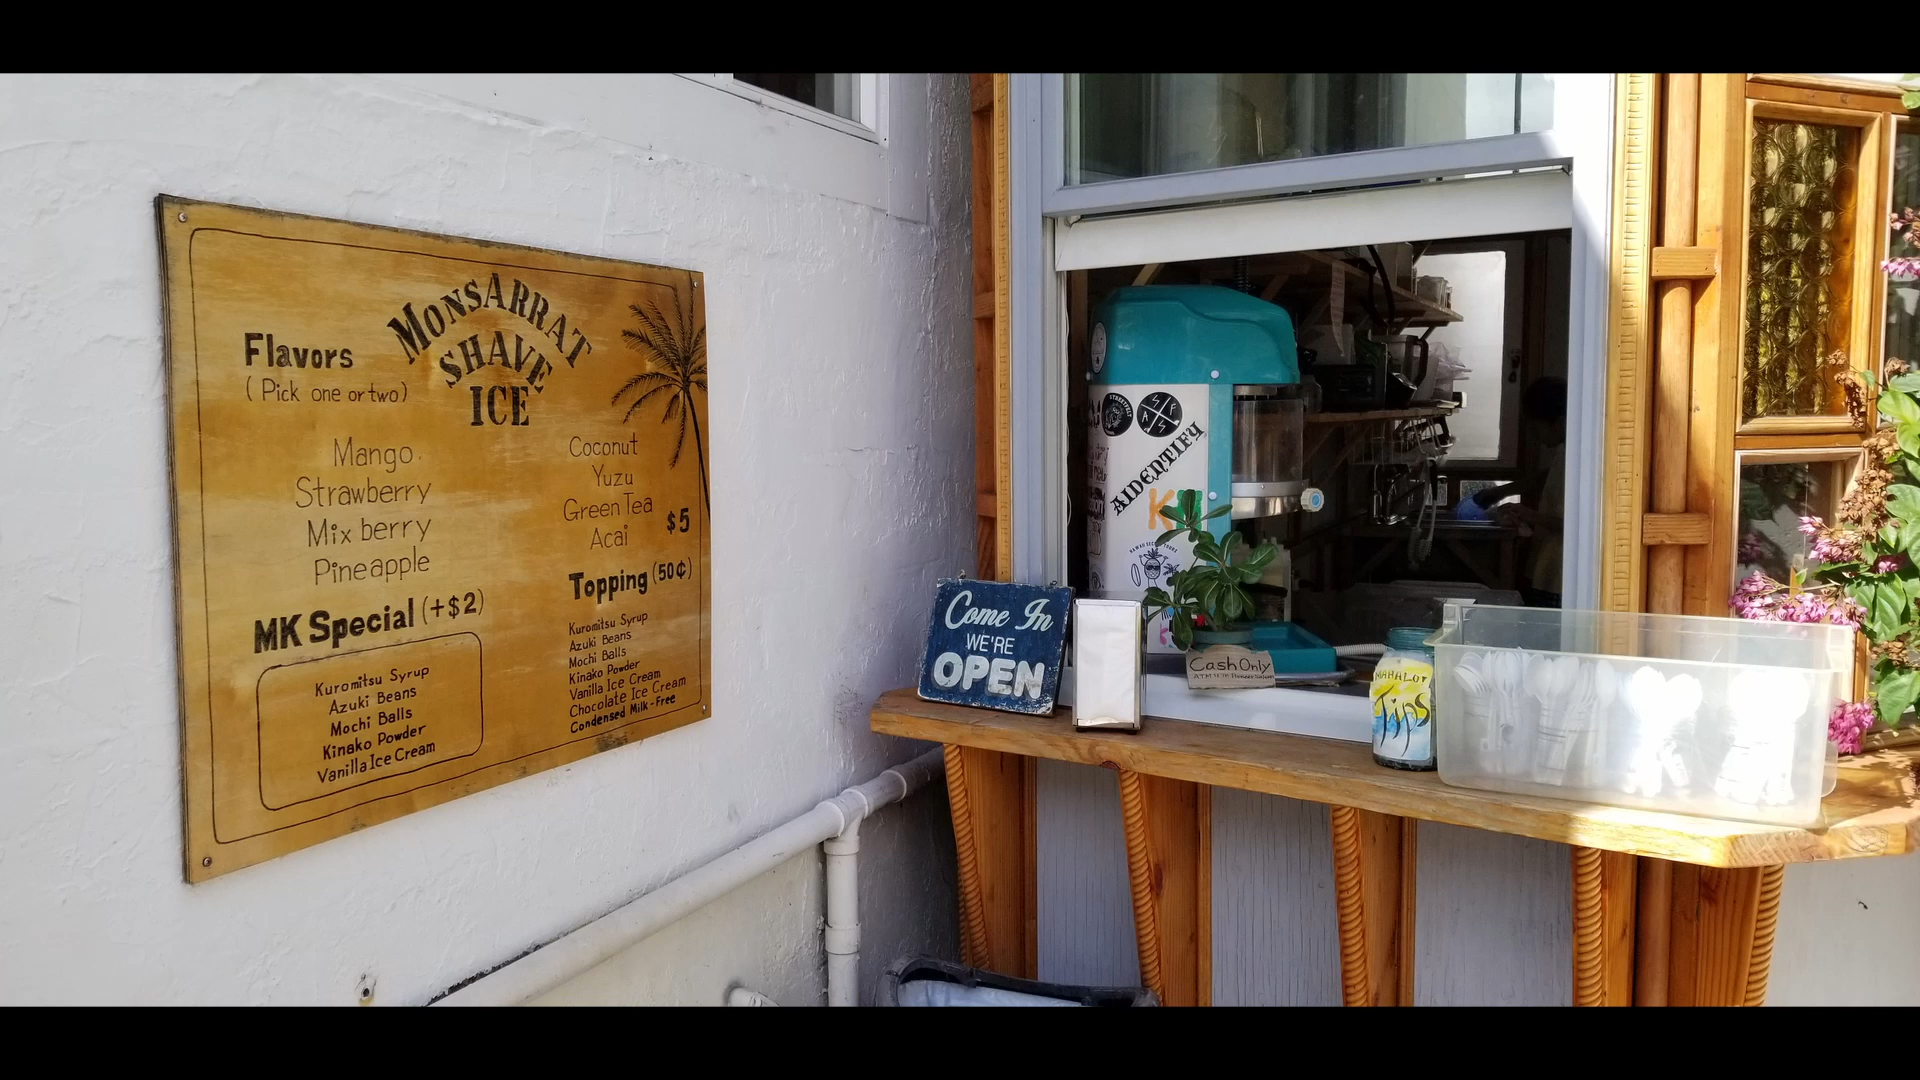 MONSARRAT
SHAVE
ICE
Flavors
(Pick one or two)
Mango
Strawberry
Mix berry
Pineapple
Coconut
Yuzu
Green Tea
Acai
$5
MK Special (+$2)
Kuromitsu Syrup
Azuki Beans
Mochi Balls
Kinako Powder
Vanilla Ice Cream
Topping (50¢)
Kuromitsu Syrup
Azuki Beans
Mochi Balls
Kinako Powder
Vanilla Ice Cream
Chocolate Ice Cream
Condensed Milk-Free
Come In
WE'RE
OPEN
AIDENTIFY
Cash Only
MAHALO!
Tips